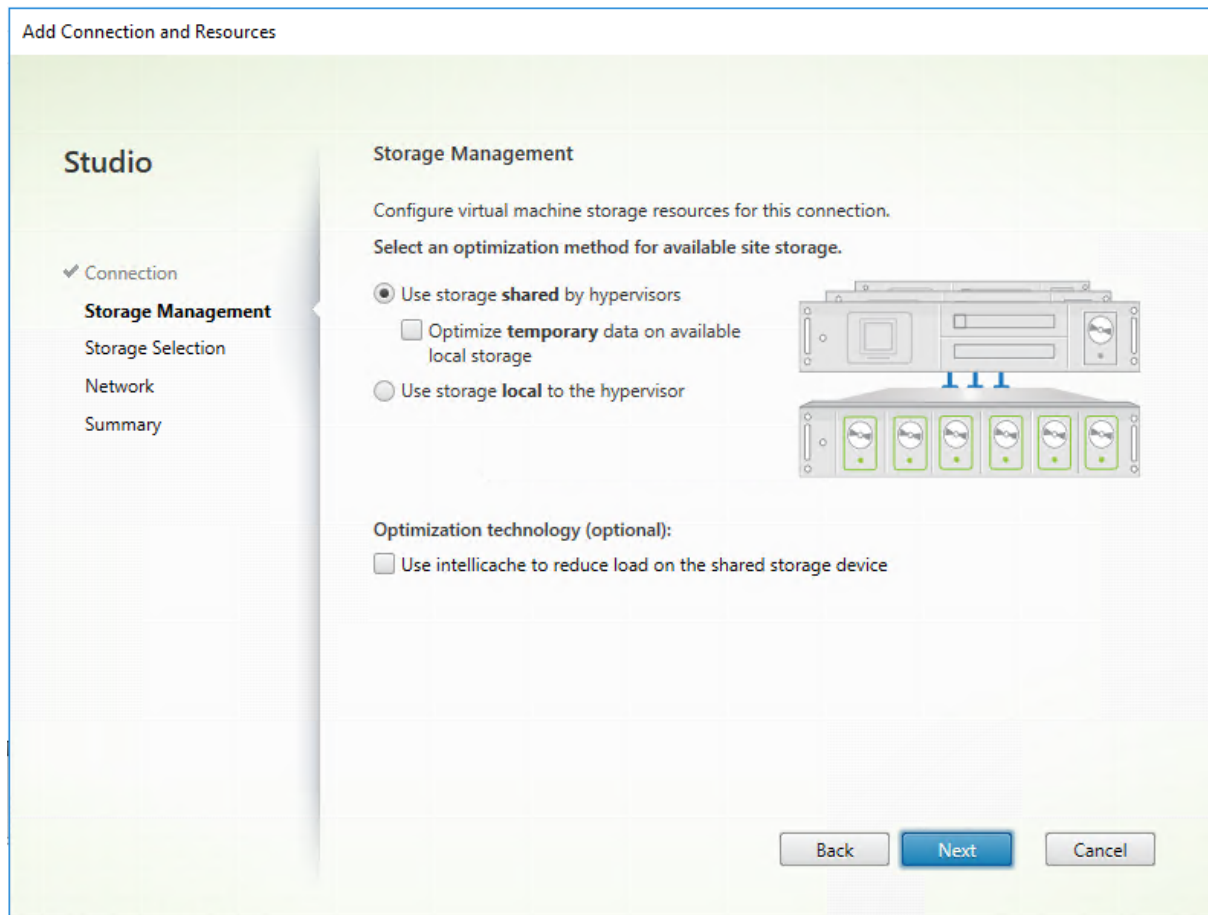 Add Connection and Resources
Studio
Connection
Storage Management
Storage Selection
Network
Summary
Storage Management
Configure virtual machine storage resources for this connection.
Select an optimization method for available site storage.
Use storage shared by hypervisors
Optimize temporary data on available
local storage
Use storage local to the hypervisor
Optimization technology (optional):
Use intellicache to reduce load on the shared storage device
Back
Next
Cancel